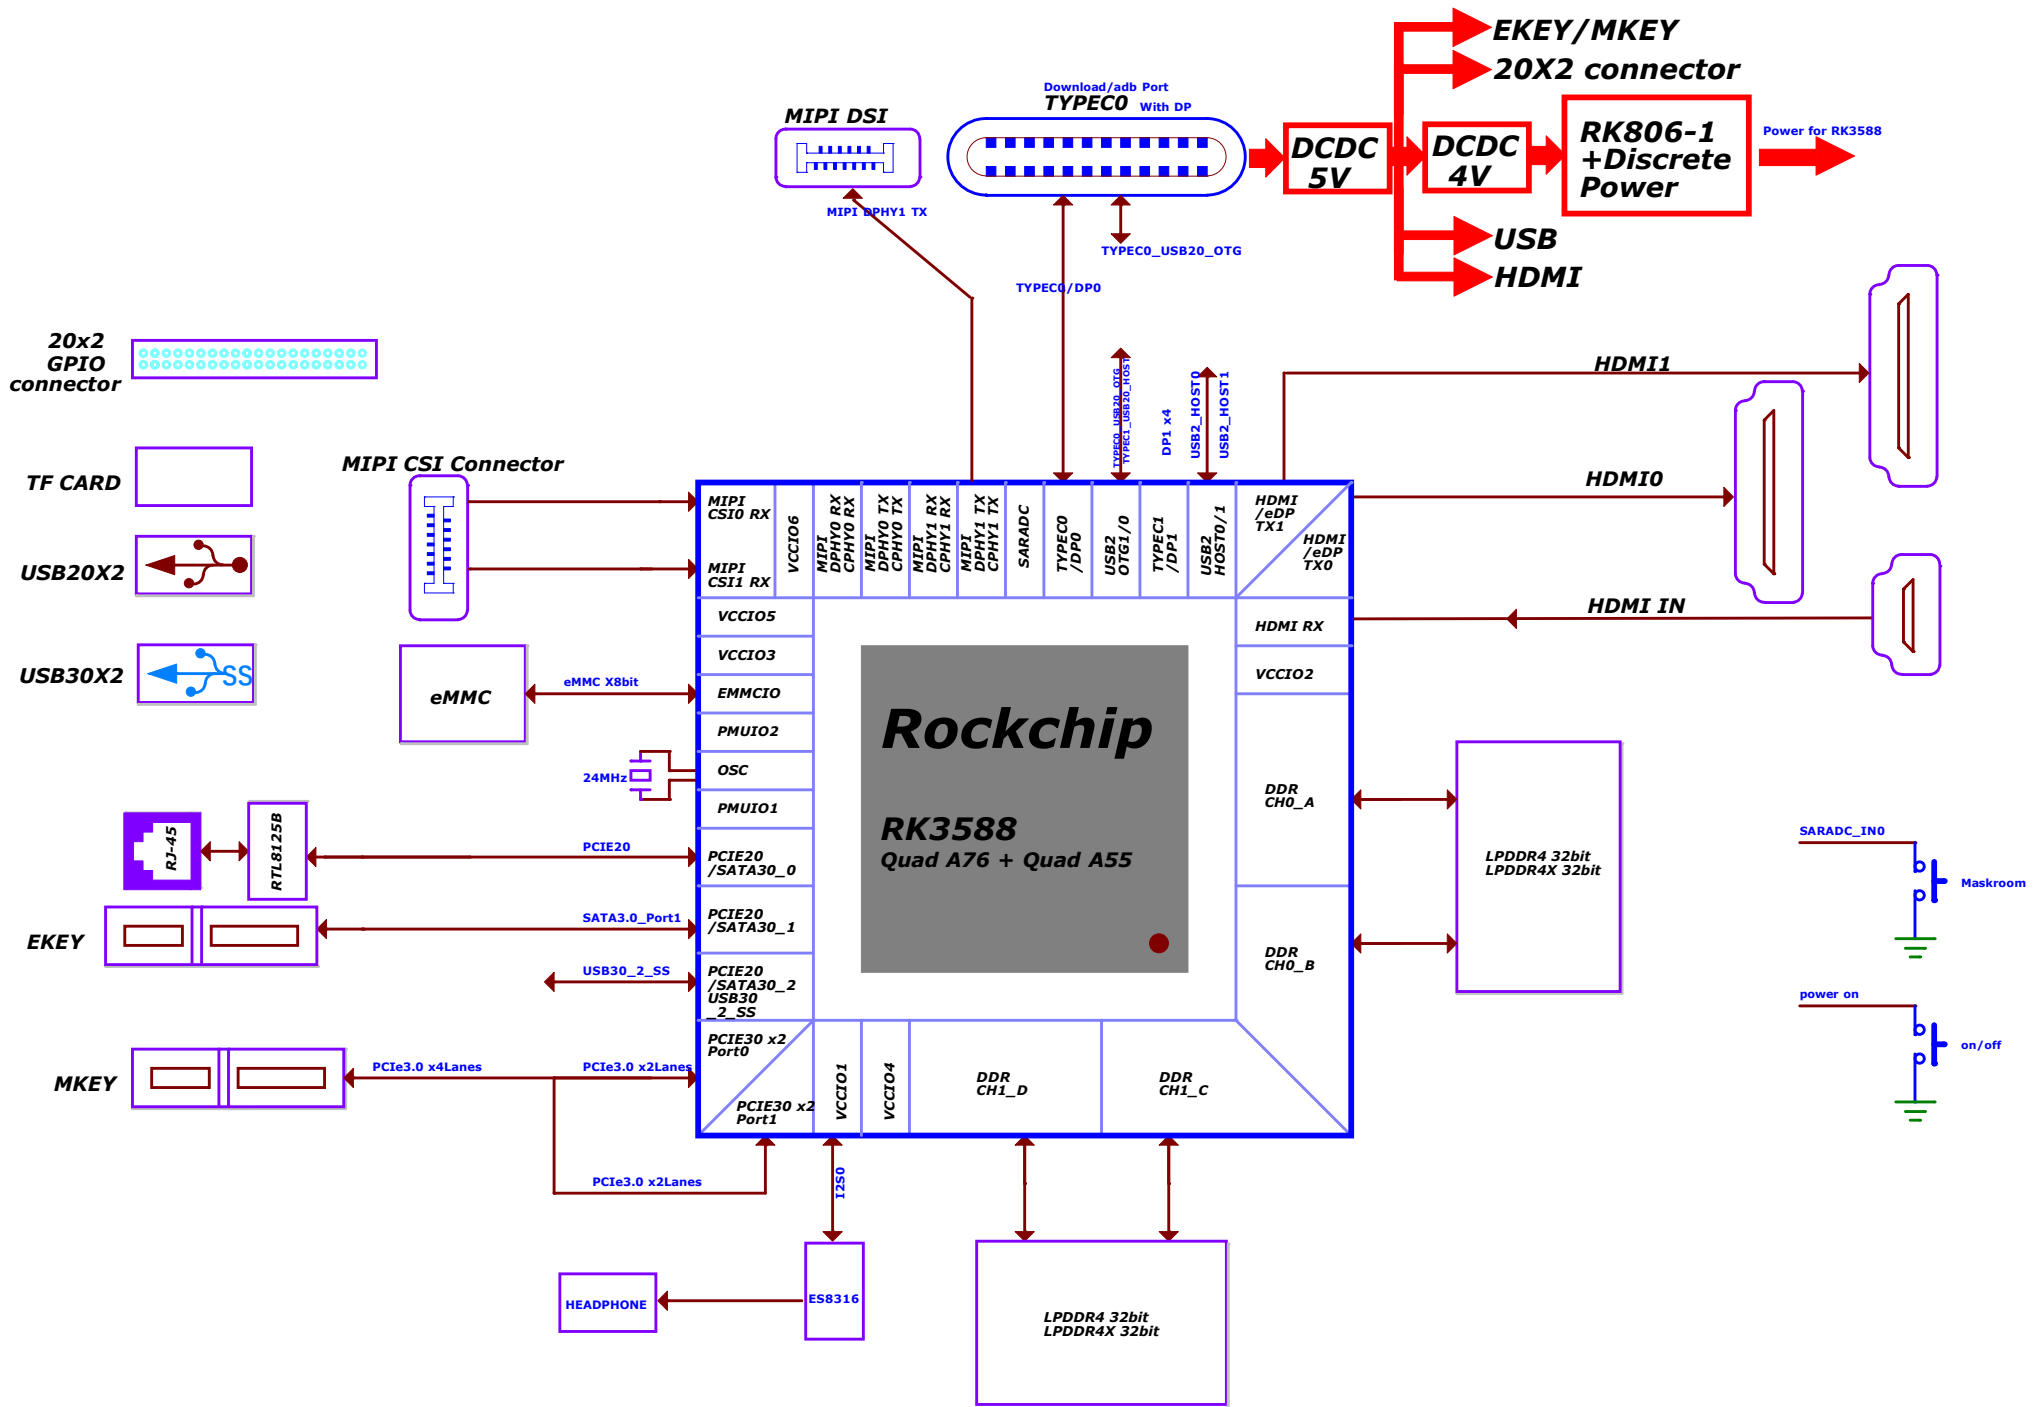 EKEY/MKEY
20X2 connector
Download/adb Port
TYPEC0 With DP
MIPI DSI
DCDC
5V
DCDC
4V
RK806-1
+Discrete
Power
Power for RK3588
MIPI DPHY1 TX
TYPEC0_USB20_OTG
USB
HDMI
TYPEC0/DP0
20x2
GPIO
connector
HDMI1
TYPEC0_USB20_OTG
TYPEC1_USB20_HOST
DP1 x4
USB2_HOST0
USB2_HOST1
TF CARD
MIPI CSI Connector
HDMI0
USB20X2
HDMI IN
USB30X2
SS
MIPI
CSI0 RX
MIPI
CSI1 RX
VCCIO6
MIPI
DPHY0 RX
CPHY0 RX
MIPI
DPHY0 TX
CPHY0 TX
MIPI
DPHY1 RX
CPHY1 RX
MIPI
DPHY1 TX
CPHY1 TX
SARADC
TYPEC0
/DP0
USB2
OTG1/0
TYPEC1
/DP1
USB2
HOST0/1
HDMI
/eDP
TX1
HDMI
/eDP
TX0
VCCIO5
HDMI RX
VCCIO3
VCCIO2
eMMC
eMMC X8bit
EMMCIO
PMUIO2
24MHz
OSC
PMUIO1
Rockchip
RK3588
Quad A76 + Quad A55
DDR
CH0_A
DDR
CH0_B
LPDDR4 32bit
LPDDR4X 32bit
SARADC_IN0
Maskroom
power on
on/off
RJ-45
RTL8125B
PCIE20
PCIE20
/SATA30_0
EKEY
SATA3.0_Port1
PCIE20
/SATA30_1
USB30_2_SS
PCIE20
/SATA30_2
USB30
_2_SS
MKEY
PCIe3.0 x4Lanes
PCIe3.0 x2Lanes
PCIE30 x2
Port0
PCIE30 x2
Port1
VCCIO1
VCCIO4
DDR
CH1_D
DDR
CH1_C
PCIe3.0 x2Lanes
I2S0
HEADPHONE
ES8316
LPDDR4 32bit
LPDDR4X 32bit